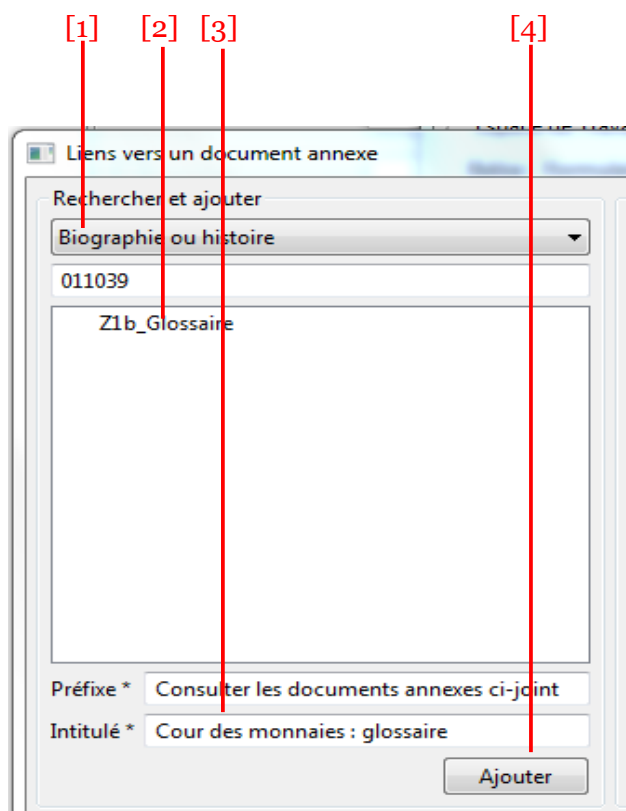 [1] [2] [3] [4]
Liens vers un document annexe
Rechercher et ajouter
Biographie ou histoire
011039
Z1b_Glossaire
Préfixe * Consulter les documents annexes ci-joint
Intitulé * Cour des monnaies : glossaire
Ajouter